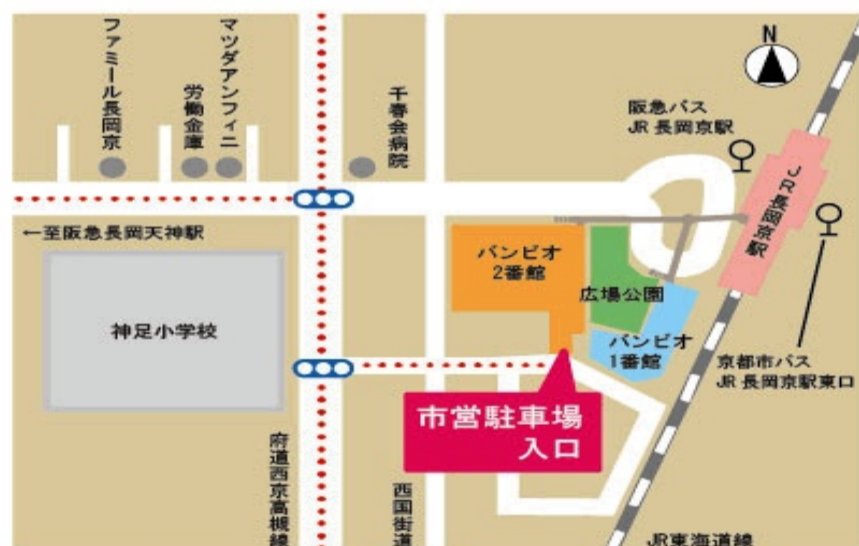 ファミール長岡京
労働金庫
マツダアンフィニ
千春会病院
N
阪急バス
JR 長岡京駅
JR長岡京駅
←至阪急長岡天神駅
バンビオ
2番館
広場公園
神足小学校
バンビオ
1番館
京都市バス
JR 長岡京駅東口
市営駐車場
入口
府道西京高槻線
西国街道
JR東海道線